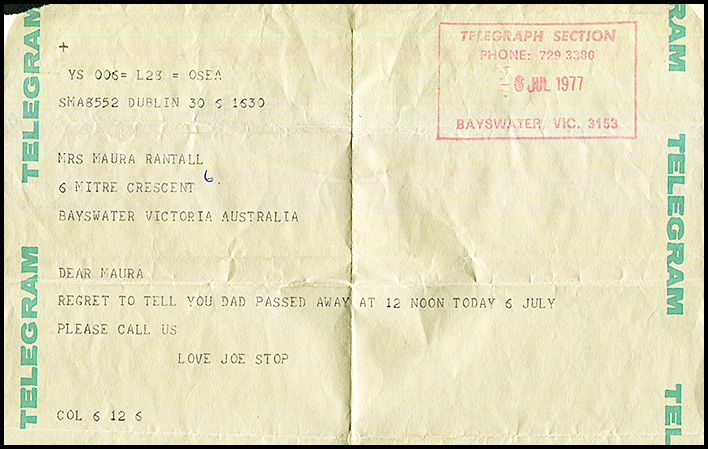 TELEGRAM
TELEGRAM
+
YS 006= L28 = OSEA
SMA8552 DUBLIN 30 6 1630
MRS MAURA RANTALL
6 MITRE CRESCENT 6.
BAYSWATER VICTORIA AUSTRALIA
DEAR MAURA
REGRET TO TELL YOU DAD PASSED AWAY AT 12 NOON TODAY 6 JULY
PLEASE CALL US
LOVE JOE STOP
COL 6 12 6
TELEGRAPH SECTION
PHONE: 729 3380
- 6 JUL 1977
BAYSWATER, VIC. 3153
RAM
TELEGRAM
TEL